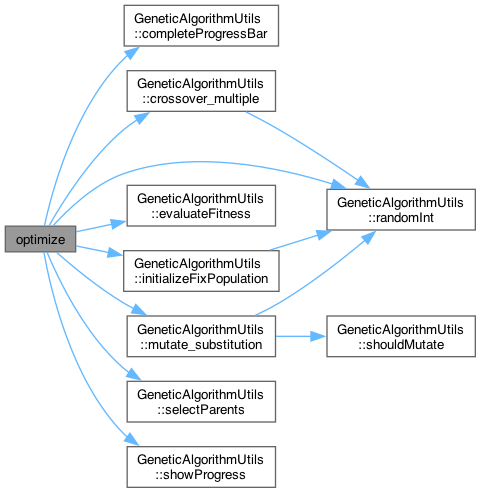 GeneticAlgorithmUtils
::completeProgressBar
GeneticAlgorithmUtils
::crossover_multiple
GeneticAlgorithmUtils
::evaluateFitness
GeneticAlgorithmUtils
::randomInt
optimize
GeneticAlgorithmUtils
::initializeFixPopulation
GeneticAlgorithmUtils
::mutate_substitution
GeneticAlgorithmUtils
::shouldMutate
GeneticAlgorithmUtils
::selectParents
GeneticAlgorithmUtils
::showProgress